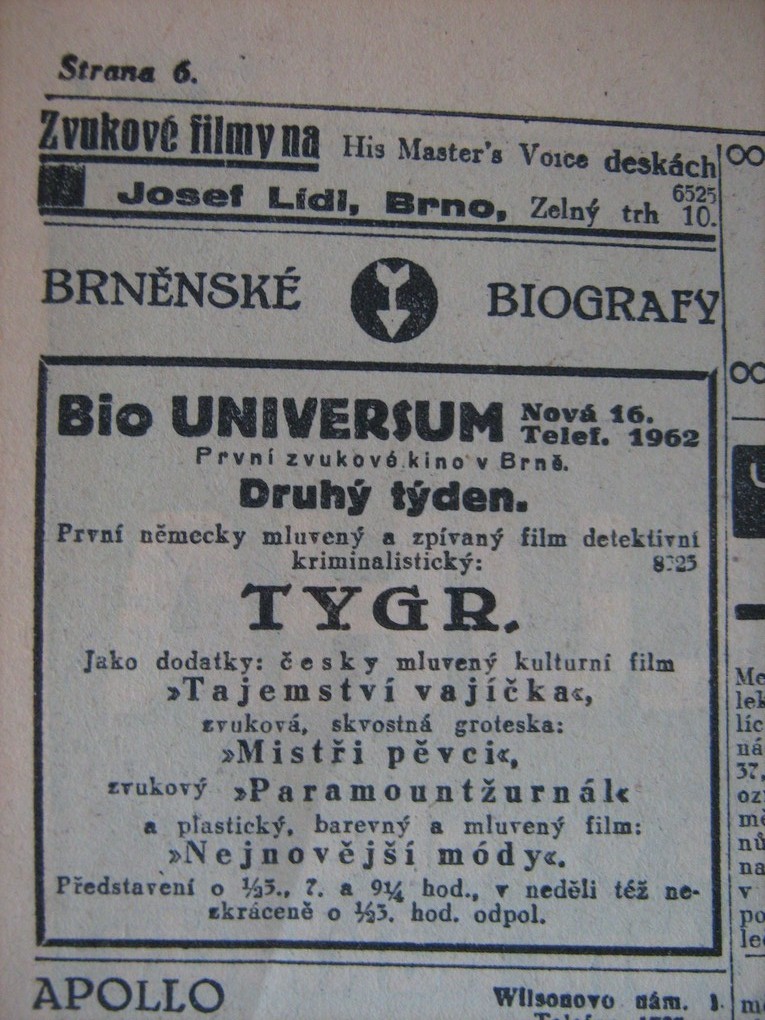 Strana 6.
Zvukové filmy na His Master's Voice deskách
6525
Josef Lídl, Brno, Zelný trh 10.
BRNĚNSKÉ BIOGRAFY
Bio UNIVERSUM Nová 16.
Telef. 1962
První zvukové kino v Brně.
Druhý týden.
První německy mluvený a zpívaný film detektivní
kriminalistický:
TYGR.
Jako dodatky: česky mluvený kulturní film
»Tajemství vajíčka«,
zvuková, skvostná groteska:
»Mistři pěvci«,
zvukový »Paramountžurnál«
a plastický, barevný a mluvený film:
»Nejnovější módy«.
Představení o ½5., 7. a 9¼ hod., v neděli též ne-
zkráceně o ½3. hod. odpol.
APOLLO Wilsonovo nám.
Telef.